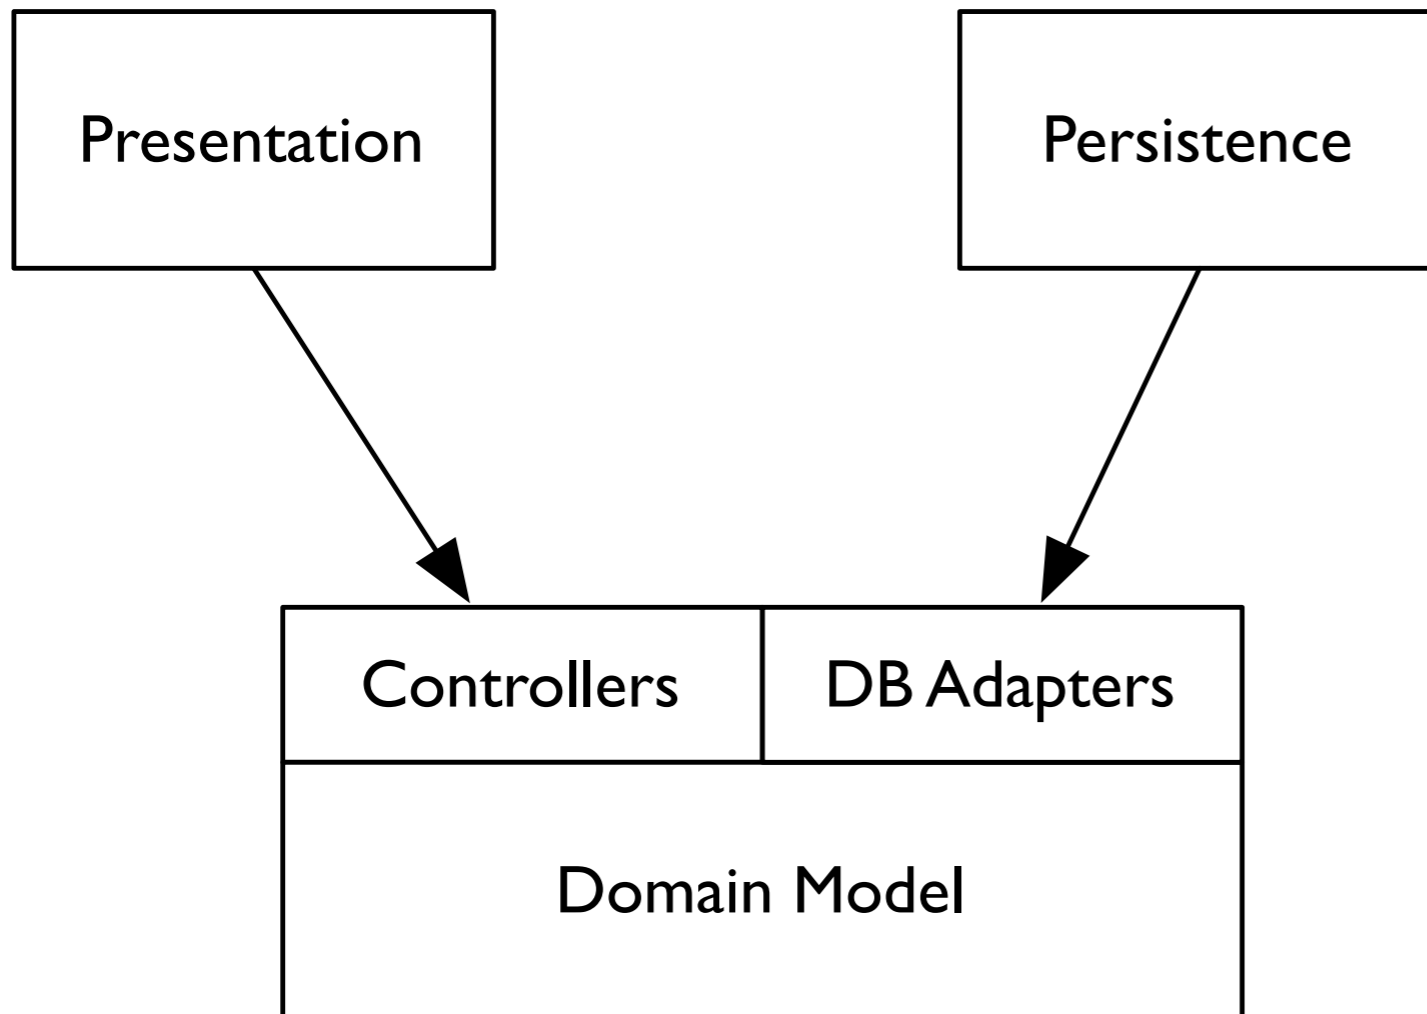 Presentation
Persistence
Controllers
DB Adapters
Domain Model